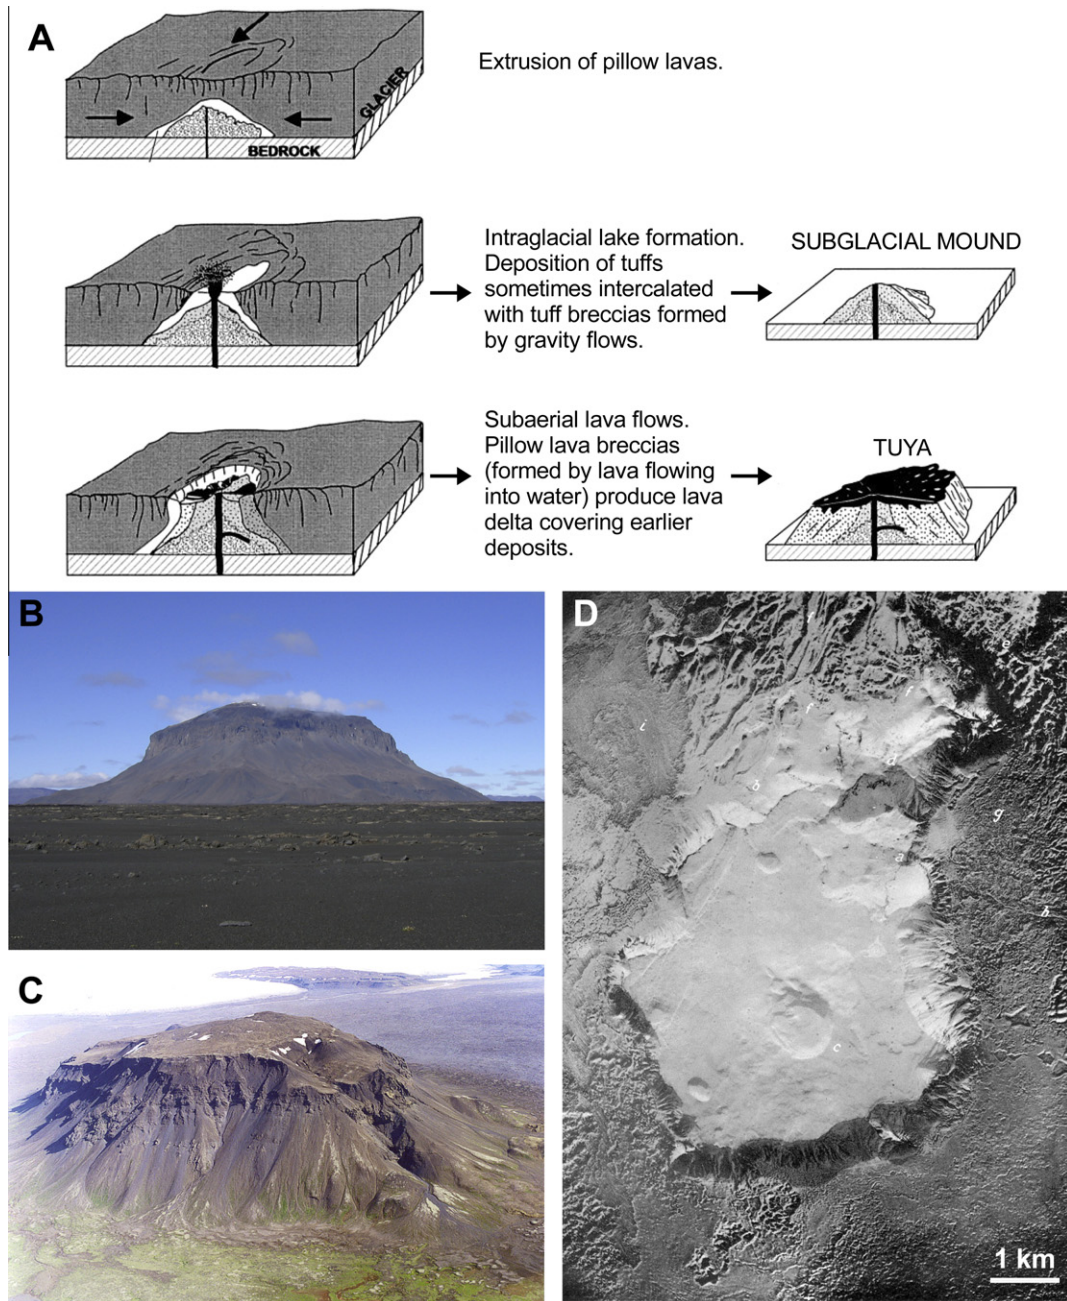 A
Extrusion of pillow lavas.
GLACIER
BEDROCK
Intraglacial lake formation.
Deposition of tuffs
sometimes intercalated
with tuff breccias formed
by gravity flows.
SUBGLACIAL MOUND
Subaerial lava flows.
Pillow lava breccias
(formed by lava flowing
into water) produce lava
delta covering earlier
deposits.
TUYA
B
D
f
f
f
i
d
b
g
a
h
c
C
1 km